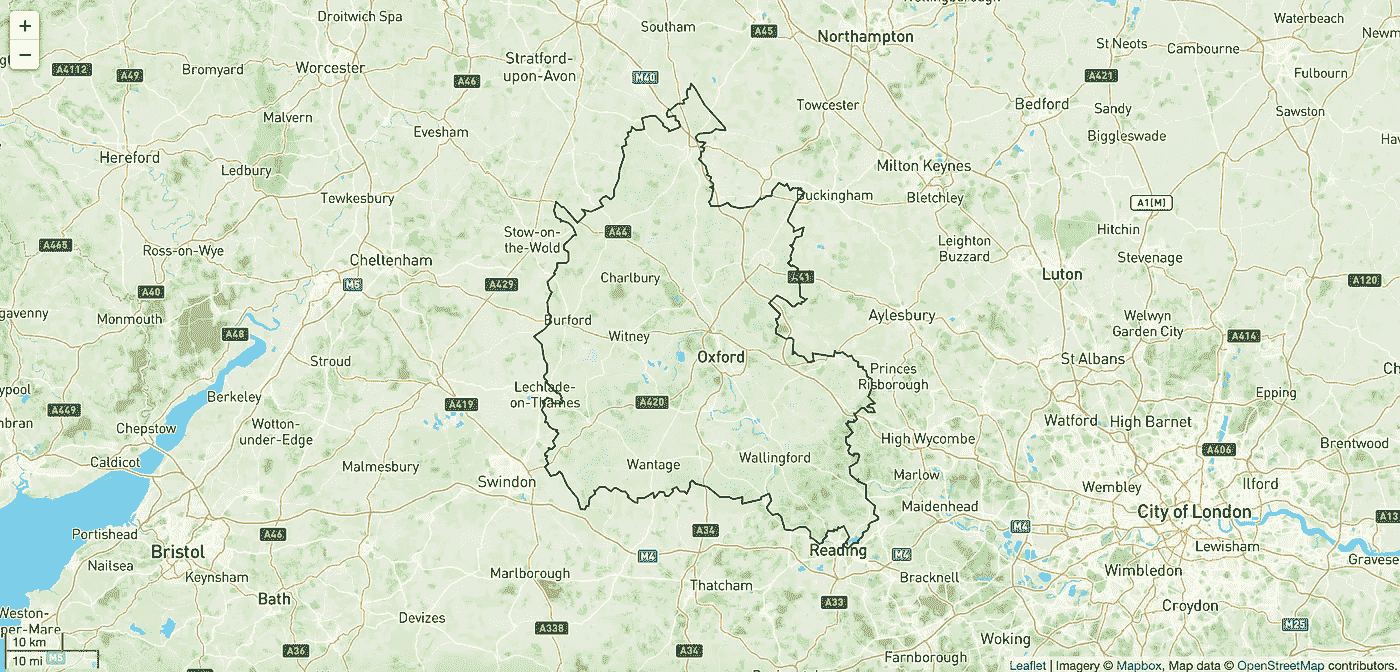 +
−
Droitwich Spa
Southam
A45
Northampton
Waterbeach
St Neots
Cambourne
A4112
A49
Bromyard
Worcester
A46
Stratford-
upon-Avon
M40
A421
Fulbourn
Malvern
Evesham
Towcester
Bedford
Sandy
Sawston
Biggleswade
Hereford
Ledbury
Milton Keynes
Tewkesbury
Buckingham
Bletchley
A1(M)
A465
Ross-on-Wye
Stow-on-
the-Wold
A44
Leighton
Buzzard
Hitchin
Stevenage
Cheltenham
A40
M5
A429
Charlbury
A41
Luton
A120
Monmouth
A48
Burford
Witney
Aylesbury
Welwyn
Garden City
A414
Stroud
Oxford
Princes
Risborough
St Albans
Berkeley
Lechlade-
on-Thames
A449
A419
A420
Epping
Chepstow
Wotton-
under-Edge
Watford
High Barnet
High Wycombe
A406
Brentwood
Caldicot
Malmesbury
Swindon
Wantage
Wallingford
Marlow
Wembley
Ilford
Maidenhead
City of London
A13
Portishead
A46
A34
M4
Bristol
M4
Reading
M4
Lewisham
Nailsea
Keynsham
Marlborough
Thatcham
Bracknell
Wimbledon
Bath
Devizes
A33
Croydon
Weston-
A338
M25
10 km
10 mi
M5
A36
A34
Woking
Farnborough
Leaflet | Imagery © Mapbox, Map data © OpenStreetMap contributors